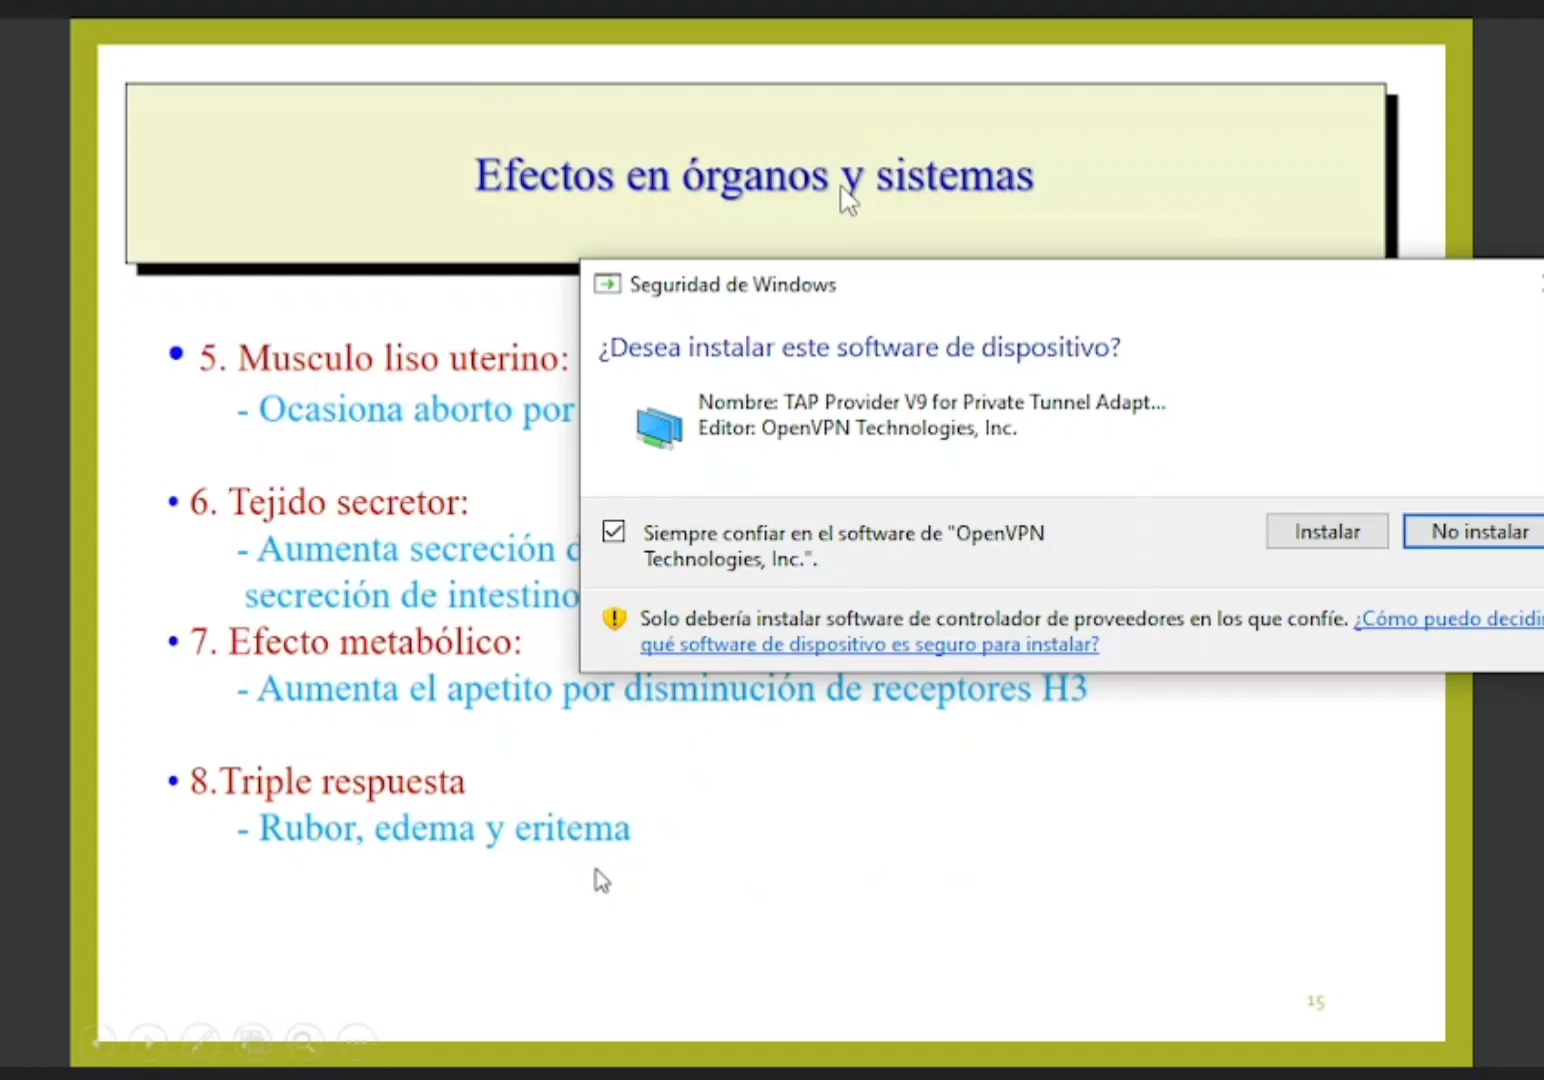 Efectos en órganos y sistemas
Seguridad de Windows
¿Desea instalar este software de dispositivo?
Nombre: TAP Provider V9 for Private Tunnel Adapt...
Editor: OpenVPN Technologies, Inc.
Siempre confiar en el software de "OpenVPN
Technologies, Inc.".
Instalar
No instalar
Solo debería instalar software de controlador de proveedores en los que confíe. ¿Cómo puedo decidir
qué software de dispositivo es seguro para instalar?
• 5. Musculo liso uterino:
- Ocasiona aborto por
• 6. Tejido secretor:
- Aumenta secreción
secreción de intestino
• 7. Efecto metabólico:
- Aumenta el apetito por disminución de receptores H3
• 8.Triple respuesta
- Rubor, edema y eritema
15